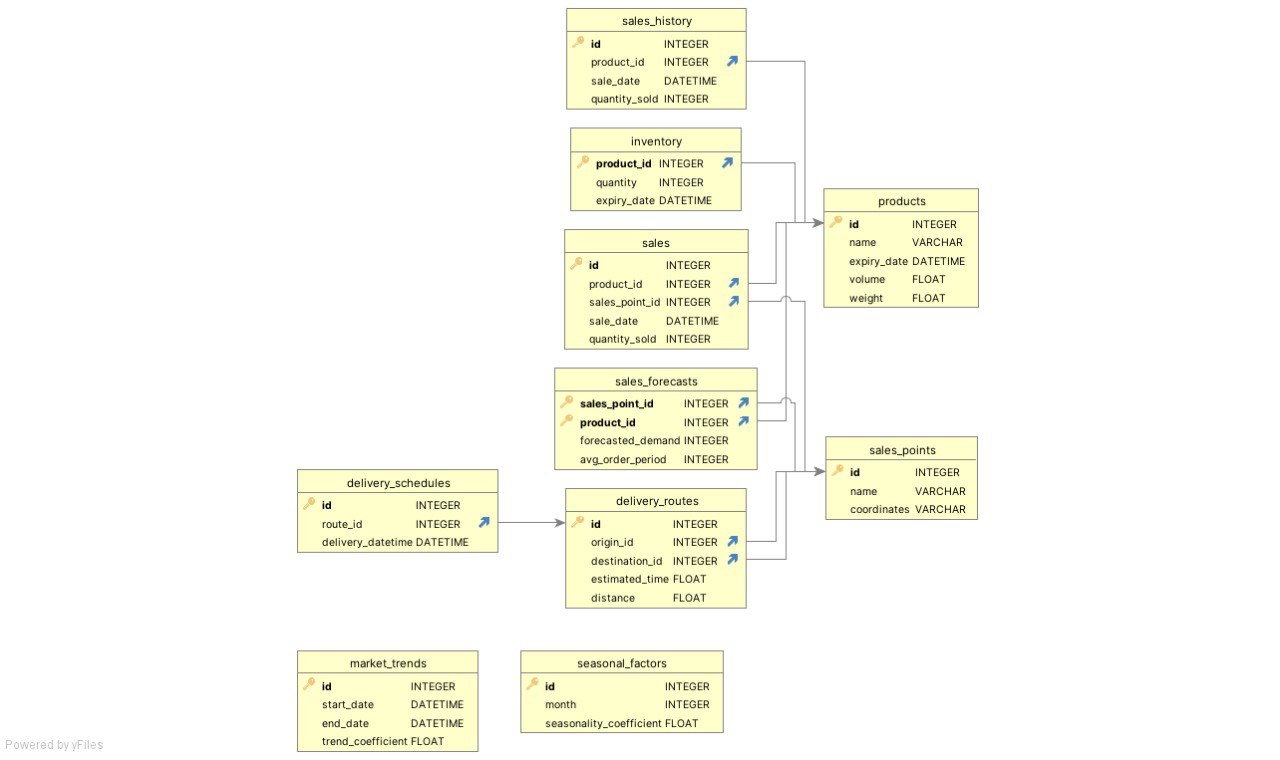 sales_history
id INTEGER
product_id INTEGER
sale_date DATETIME
quantity_sold INTEGER
inventory
product_id INTEGER
quantity INTEGER
expiry_date DATETIME
products
id INTEGER
name VARCHAR
expiry_date DATETIME
volume FLOAT
weight FLOAT
sales
id INTEGER
product_id INTEGER
sales_point_id INTEGER
sale_date DATETIME
quantity_sold INTEGER
sales_forecasts
sales_point_id INTEGER
product_id INTEGER
forecasted_demand INTEGER
avg_order_period INTEGER
sales_points
id INTEGER
name VARCHAR
coordinates VARCHAR
delivery_schedules
id INTEGER
route_id INTEGER
delivery_datetime DATETIME
delivery_routes
id INTEGER
origin_id INTEGER
destination_id INTEGER
estimated_time FLOAT
distance FLOAT
market_trends
id INTEGER
start_date DATETIME
end_date DATETIME
trend_coefficient FLOAT
seasonal_factors
id INTEGER
month INTEGER
seasonality_coefficient FLOAT
Powered by yFiles